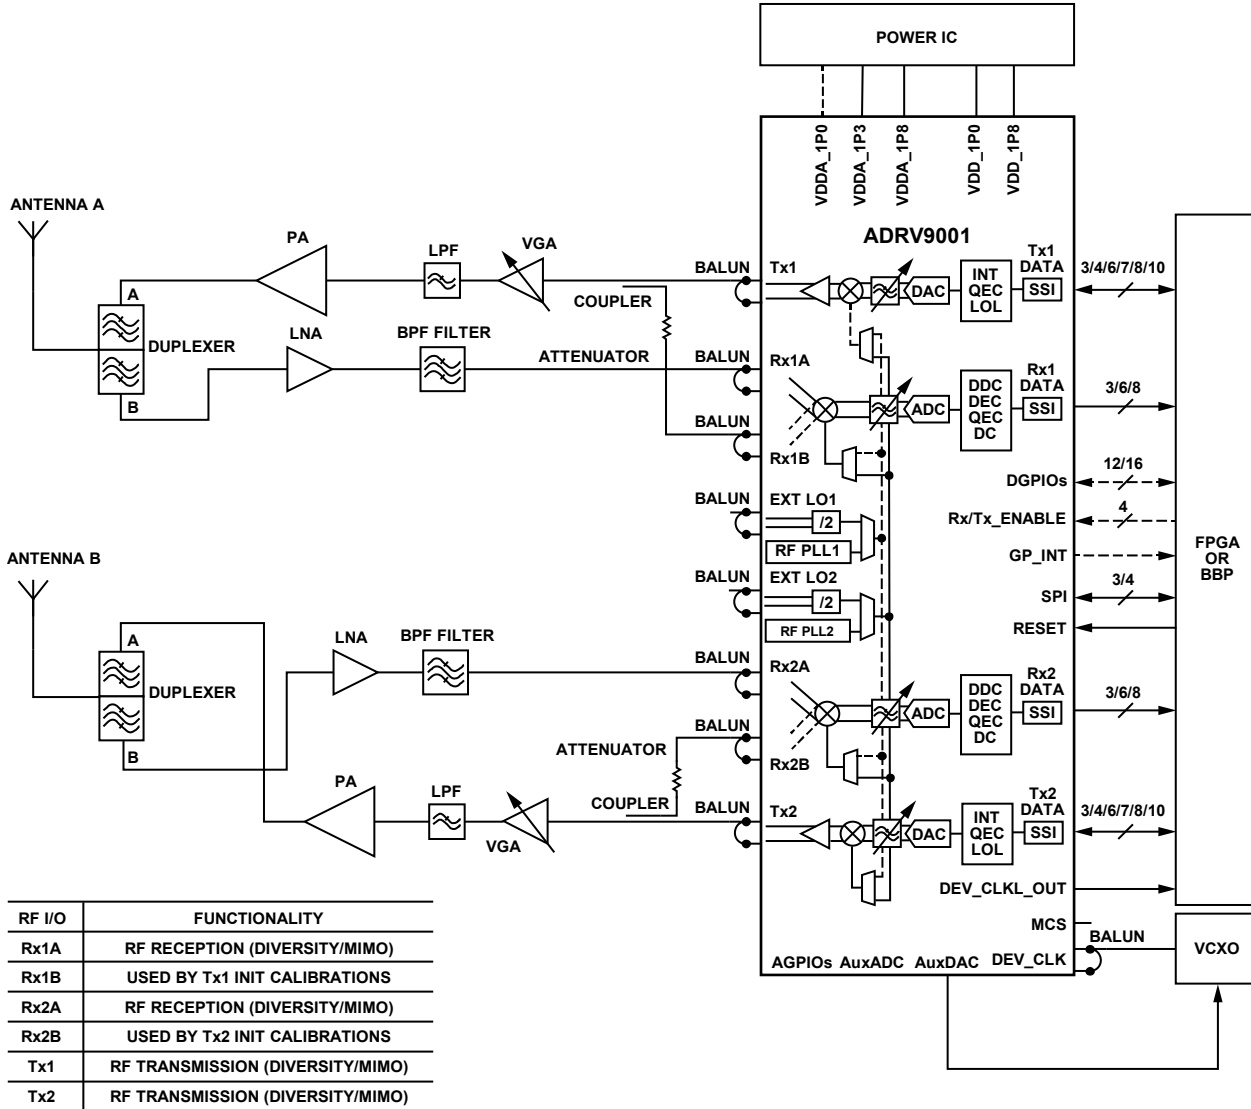 POWER IC
VDDA_1P0
VDDA_1P3
VDDA_1P8
VDD_1P0
VDD_1P8
ADRV9001
ANTENNA A
PA
LPF
VGA
BALUN
Tx1
COUPLER
DAC
INT
QEC
LOL
Tx1
DATA
SSI
3/4/6/7/8/10
A
DUPLEXER
B
LNA
BPF FILTER
ATTENUATOR
BALUN
Rx1A
BALUN
Rx1B
ADC
DDC
DEC
QEC
DC
Rx1
DATA
SSI
3/6/8
DGPIOs
12/16
Rx/Tx_ENABLE
4
GP_INT
SPI
3/4
RESET
FPGA
OR
BBP
BALUN
EXT LO1
/2
RF PLL1
BALUN
EXT LO2
/2
RF PLL2
ANTENNA B
A
DUPLEXER
B
LNA
BPF FILTER
BALUN
Rx2A
BALUN
Rx2B
ATTENUATOR
COUPLER
ADC
DDC
DEC
QEC
DC
Rx2
DATA
SSI
3/6/8
PA
LPF
VGA
BALUN
Tx2
DAC
INT
QEC
LOL
Tx2
DATA
SSI
3/4/6/7/8/10
DEV_CLKL_OUT
MCS
BALUN
DEV_CLK
VCXO
AGPIOs AuxADC AuxDAC
RF I/O FUNCTIONALITY
Rx1A RF RECEPTION (DIVERSITY/MIMO)
Rx1B USED BY Tx1 INIT CALIBRATIONS
Rx2A RF RECEPTION (DIVERSITY/MIMO)
Rx2B USED BY Tx2 INIT CALIBRATIONS
Tx1 RF TRANSMISSION (DIVERSITY/MIMO)
Tx2 RF TRANSMISSION (DIVERSITY/MIMO)